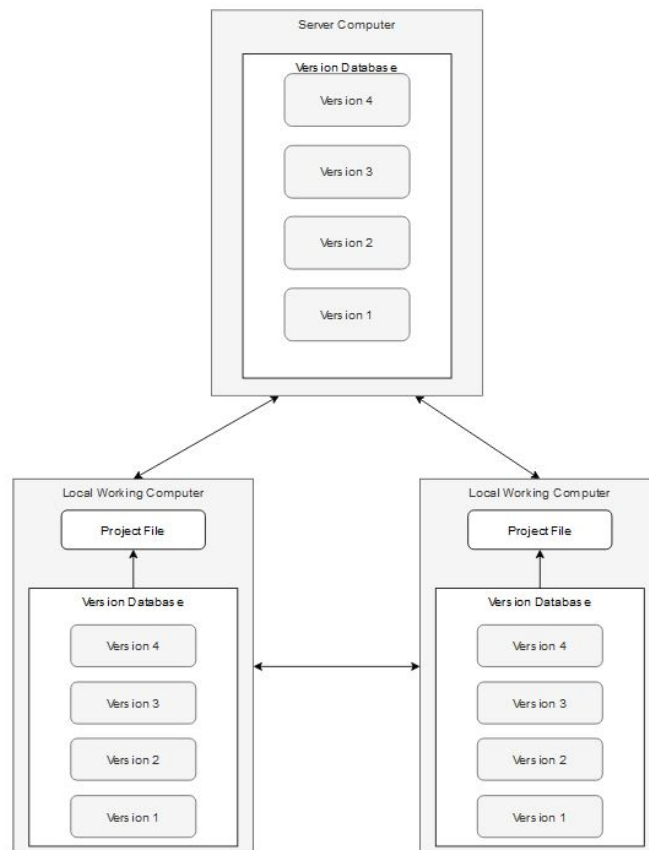 Server Computer
Version Database
Version 4
Version 3
Version 2
Version 1
Local Working Computer
Project File
Version Database
Version 4
Version 3
Version 2
Version 1
Local Working Computer
Project File
Version Database
Version 4
Version 3
Version 2
Version 1